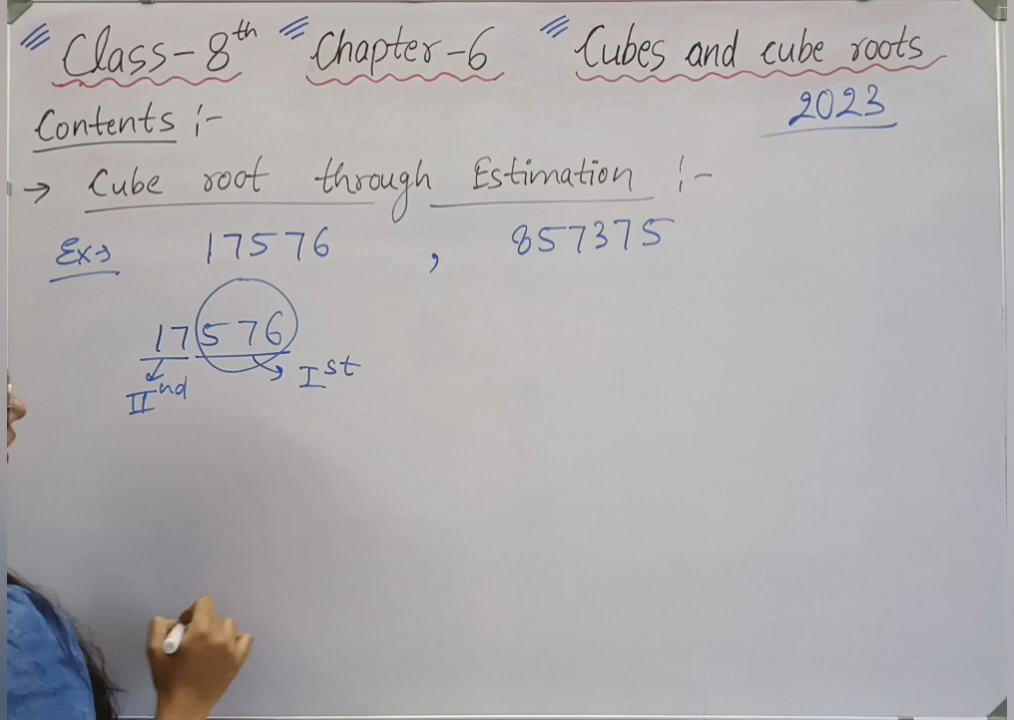 Class-8th Chapter-6 Cubes and cube roots
2023
Contents :-
→ Cube root through Estimation :-
Ex→ 17576 , 857375
17 576
IInd Ist